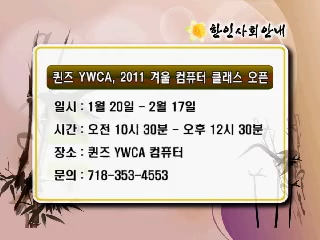 한인사회안내
퀸즈 YWCA, 2011 겨울 컴퓨터 클래스 오픈
일시 : 1월 20일 - 2월 17일
시간 : 오전 10시 30분 - 오후 12시 30분
장소 : 퀸즈 YWCA 컴퓨터
문의 : 718-353-4553